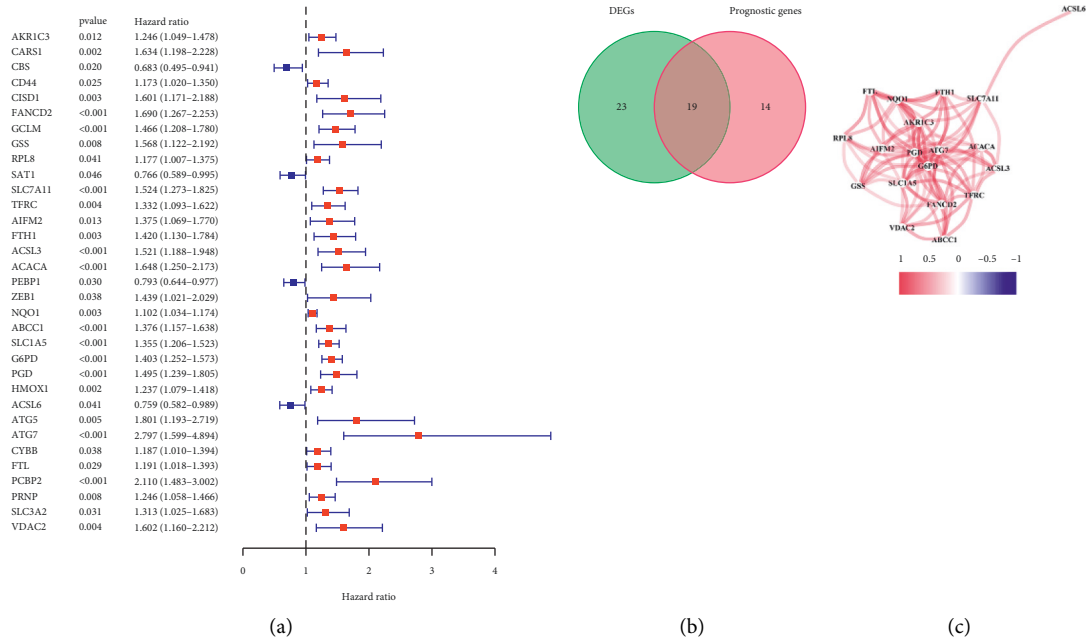 pvalue Hazard ratio
AKR1C3 0.012 1.246 (1.049–1.478)
CARS1 0.002 1.634 (1.198–2.228)
CBS 0.020 0.683 (0.495–0.941)
CD44 0.025 1.173 (1.020–1.350)
CISD1 0.003 1.601 (1.171–2.188)
FANCD2 <0.001 1.690 (1.267–2.253)
GCLM <0.001 1.466 (1.208–1.780)
GSS 0.008 1.568 (1.122–2.192)
RPL8 0.041 1.177 (1.007–1.375)
SAT1 0.046 0.766 (0.589–0.995)
SLC7A11 <0.001 1.524 (1.273–1.825)
TFRC 0.004 1.332 (1.093–1.622)
AIFM2 0.013 1.375 (1.069–1.770)
FTH1 0.003 1.420 (1.130–1.784)
ACSL3 <0.001 1.521 (1.188–1.948)
ACACA <0.001 1.648 (1.250–2.173)
PEBP1 0.030 0.793 (0.644–0.977)
ZEB1 0.038 1.439 (1.021–2.029)
NQO1 0.003 1.102 (1.034–1.174)
ABCC1 <0.001 1.376 (1.157–1.638)
SLC1A5 <0.001 1.355 (1.206–1.523)
G6PD <0.001 1.403 (1.252–1.573)
PGD <0.001 1.495 (1.239–1.805)
HMOX1 0.002 1.237 (1.079–1.418)
ACSL6 0.041 0.759 (0.582–0.989)
ATG5 0.005 1.801 (1.193–2.719)
ATG7 <0.001 2.797 (1.599–4.894)
CYBB 0.038 1.187 (1.010–1.394)
FTL 0.029 1.191 (1.018–1.393)
PCBP2 <0.001 2.110 (1.483–3.002)
PRNP 0.008 1.246 (1.058–1.466)
SLC3A2 0.031 1.313 (1.025–1.683)
VDAC2 0.004 1.602 (1.160–2.212)
0 1 2 3 4
Hazard ratio
(a)
DEGs Prognostic genes
23 19 14
(b)
ACSL6
FTL
NQO1
FTH1
SLC7A11
AKR1C3
RPL8
AIFM2
PGD
ATG7
ACACA
G6PD
ACSL3
GSS
SLC1A5
TFRC
FANCD2
VDAC2
ABCC1
1 0.5 0 −0.5 −1
(c)